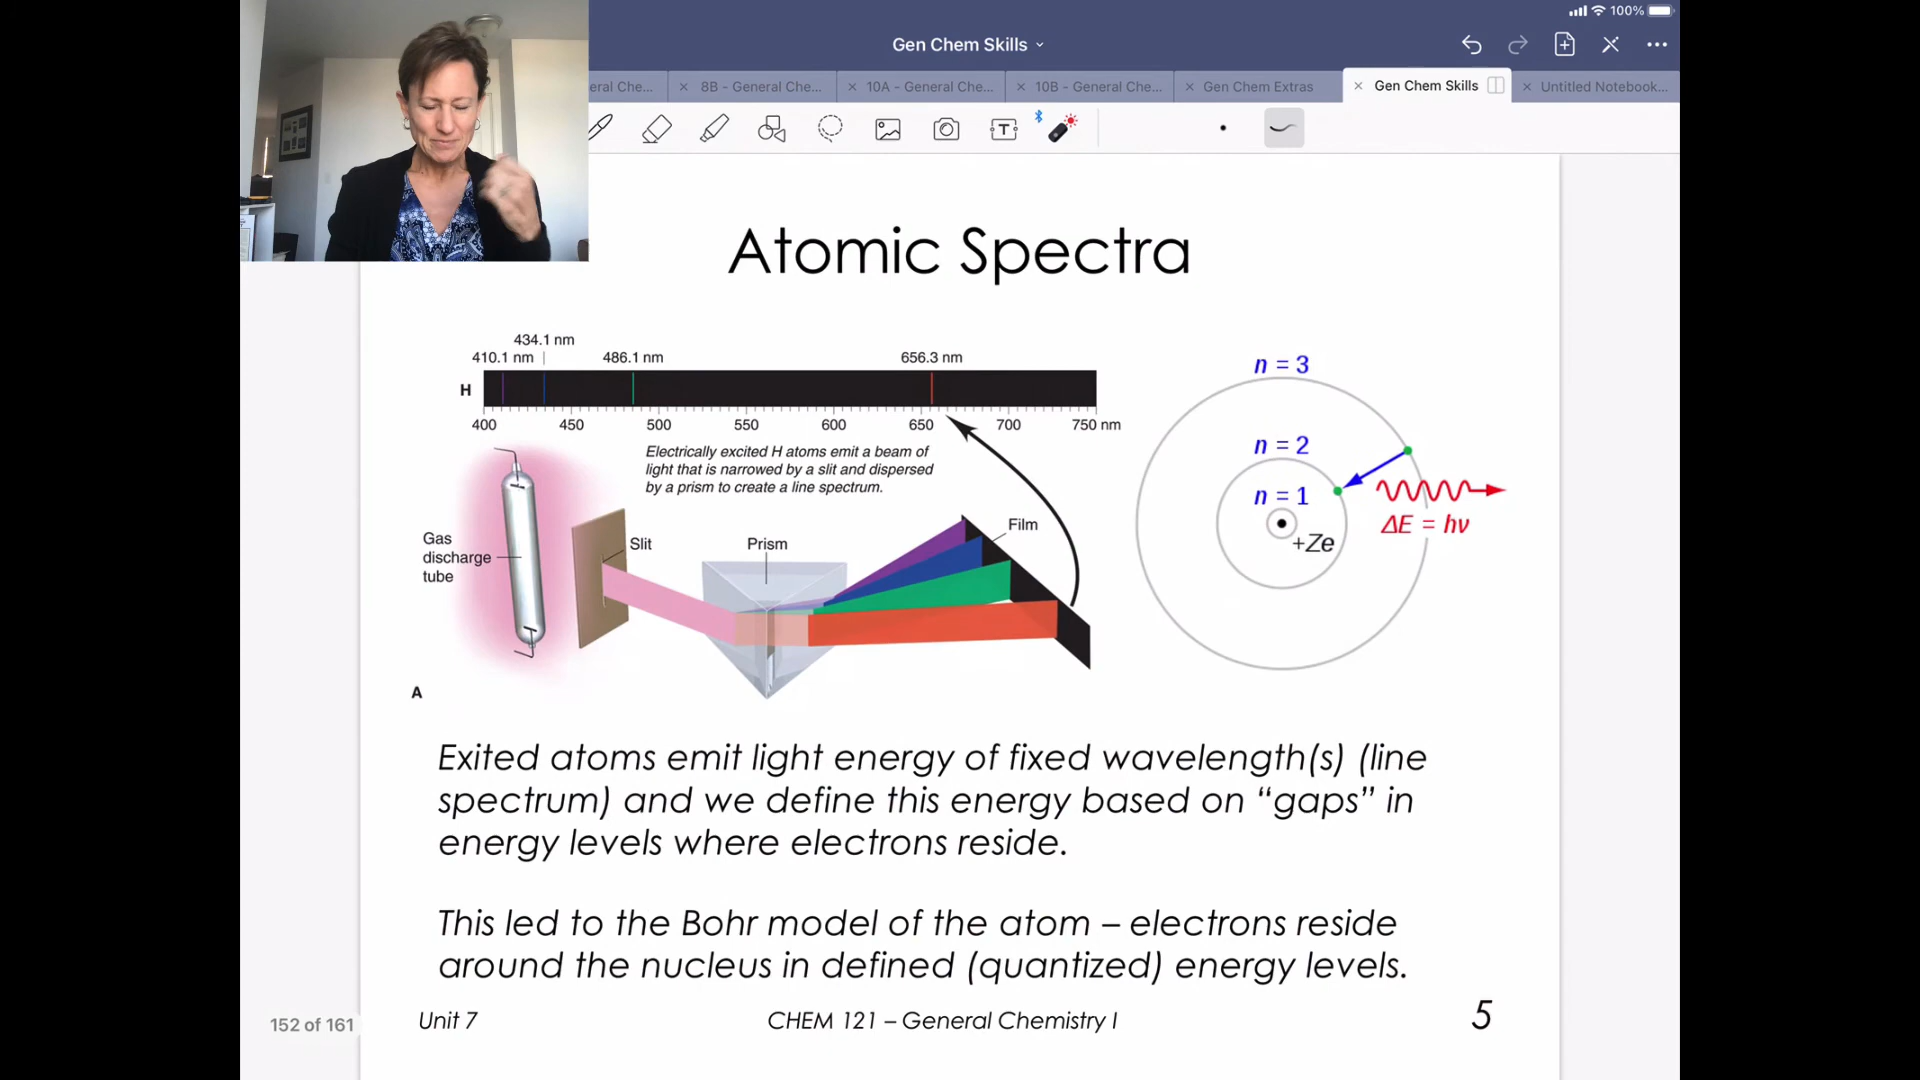 100%
Gen Chem Skills
eral Che...
8B - General Che...
10A - General Che...
10B - General Che...
Gen Chem Extras
Gen Chem Skills
Untitled Notebook...
T
Atomic Spectra
434.1 nm
410.1 nm
486.1 nm
656.3 nm
H
400 450 500 550 600 650 700 750 nm
Electrically excited H atoms emit a beam of
light that is narrowed by a slit and dispersed
by a prism to create a line spectrum.
Gas
discharge
tube
Slit
Prism
Film
A
n = 3
n = 2
n = 1
+Ze
ΔE = hν
Exited atoms emit light energy of fixed wavelength(s) (line
spectrum) and we define this energy based on “gaps” in
energy levels where electrons reside.
This led to the Bohr model of the atom – electrons reside
around the nucleus in defined (quantized) energy levels.
152 of 161
Unit 7
CHEM 121 – General Chemistry I
5